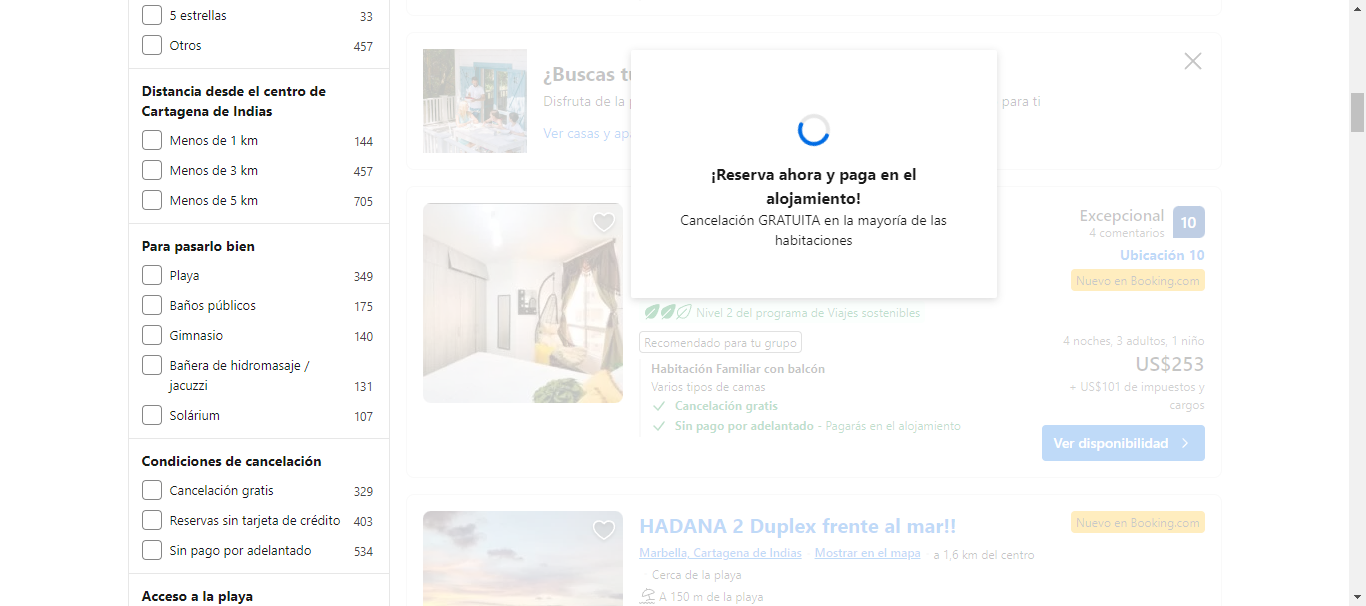 5 estrellas 33
Otros 457
Distancia desde el centro de
Cartagena de Indias
Menos de 1 km 144
Menos de 3 km 457
Menos de 5 km 705
Para pasarlo bien
Playa 349
Baños públicos 175
Gimnasio 140
Bañera de hidromasaje /
jacuzzi 131
Solárium 107
Condiciones de cancelación
Cancelación gratis 329
Reservas sin tarjeta de crédito 403
Sin pago por adelantado 534
Acceso a la playa
¿Buscas
Disfruta de la
para ti
Ver casas y
¡Reserva ahora y paga en el
alojamiento!
Cancelación GRATUITA en la mayoría de las
habitaciones
Excepcional 10
4 comentarios
Ubicación 10
Nuevo en Booking.com
Nivel 2 del programa de Viajes sostenibles
Recomendado para tu grupo
Habitación Familiar con balcón
Varios tipos de camas
Cancelación gratis
Sin pago por adelantado - Pagarás en el alojamiento
4 noches, 3 adultos, 1 niño
US$253
+ US$101 de impuestos y
cargos
Ver disponibilidad
HADANA 2 Duplex frente al mar!!
Nuevo en Booking.com
Marbella, Cartagena de Indias Mostrar en el mapa a 1,6 km del centro
Cerca de la playa
A 150 m de la playa